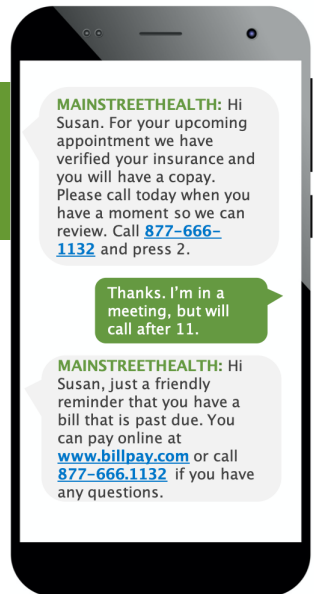 MAINSTREETHEALTH: Hi
Susan. For your upcoming
appointment we have
verified your insurance and
you will have a copay.
Please call today when you
have a moment so we can
review. Call 877-666-
1132 and press 2.
Thanks. I'm in a
meeting, but will
call after 11.
MAINSTREETHEALTH: Hi
Susan, just a friendly
reminder that you have a
bill that is past due. You
can pay online at
www.billpay.com or call
877-666.1132 if you have
any questions.